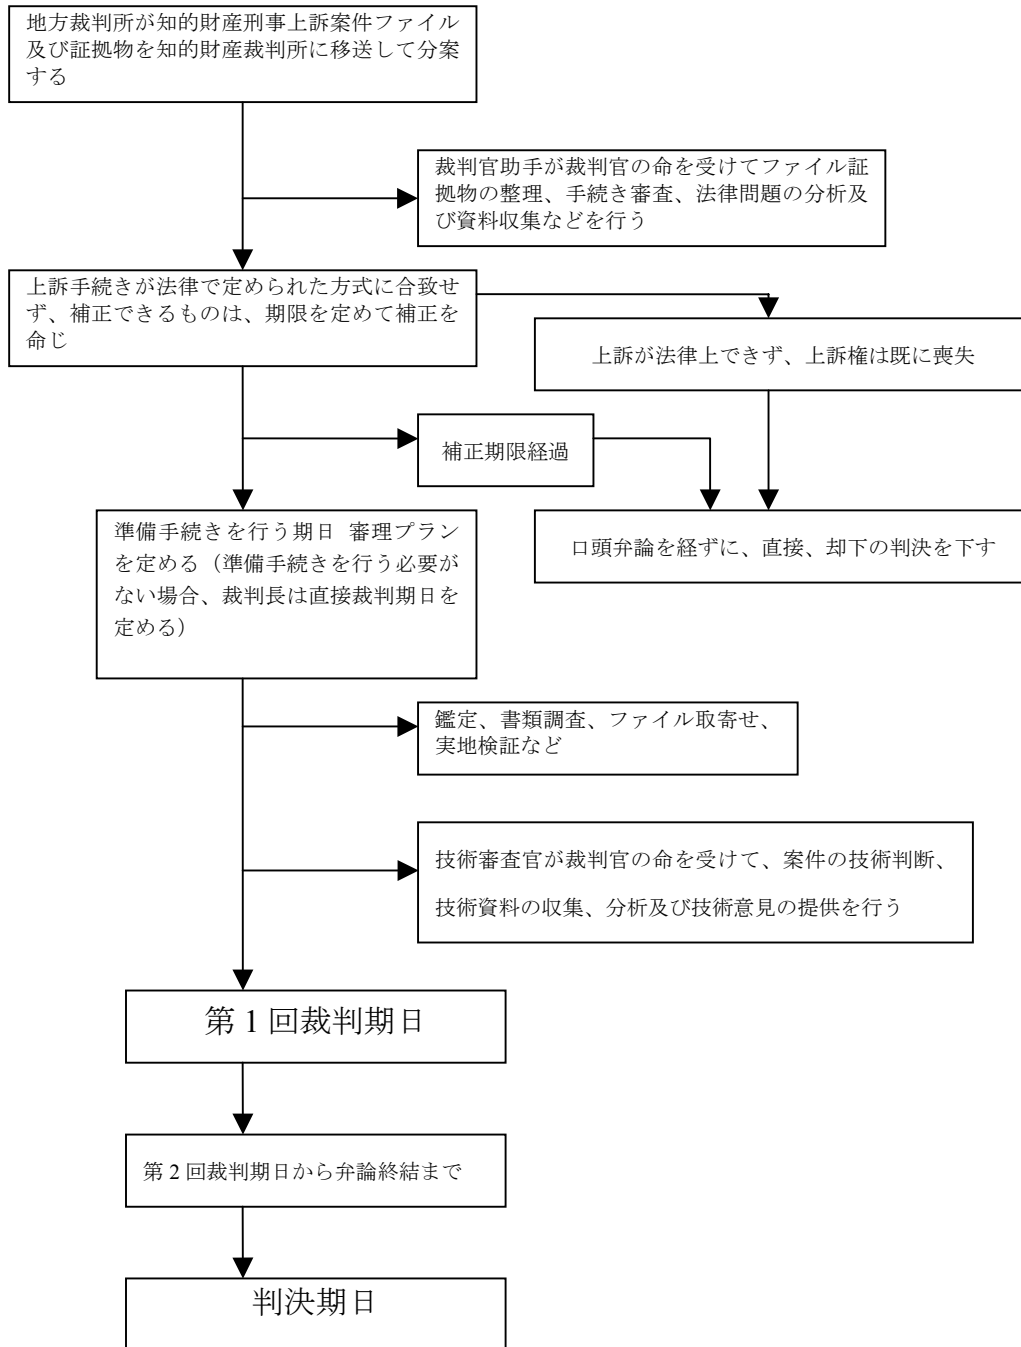 地方裁判所が知的財産刑事上訴案件ファイル
及び証拠物を知的財産裁判所に移送して分案
する
裁判官助手が裁判官の命を受けてファイル証
拠物の整理、手続き審査、法律問題の分析及
び資料収集などを行う
上訴手続きが法律で定められた方式に合致せ
ず、補正できるものは、期限を定めて補正を
命じ
上訴が法律上できず、上訴権は既に喪失
補正期限経過
準備手続きを行う期日 審理プラン
を定める（準備手続きを行う必要が
ない場合、裁判長は直接裁判期日を
定める）
口頭弁論を経ずに、直接、却下の判決を下す
鑑定、書類調査、ファイル取寄せ、
実地検証など
技術審査官が裁判官の命を受けて、案件の技術判断、
技術資料の収集、分析及び技術意見の提供を行う
第 1 回裁判期日
第 2 回裁判期日から弁論終結まで
判決期日